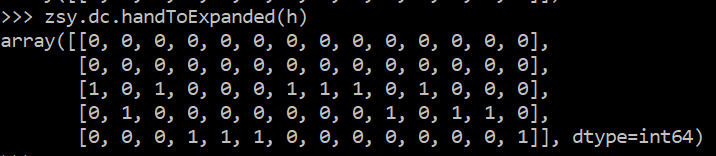 >>> zsy.dc.handToExpanded(h)
array([[0, 0, 0, 0, 0, 0, 0, 0, 0, 0, 0, 0, 0, 0],
[0, 0, 0, 0, 0, 0, 0, 0, 0, 0, 0, 0, 0, 0],
[1, 0, 1, 0, 0, 0, 1, 1, 1, 0, 1, 0, 0, 0],
[0, 1, 0, 0, 0, 0, 0, 0, 0, 1, 0, 1, 1, 0],
[0, 0, 0, 1, 1, 1, 0, 0, 0, 0, 0, 0, 0, 1]], dtype=int64)